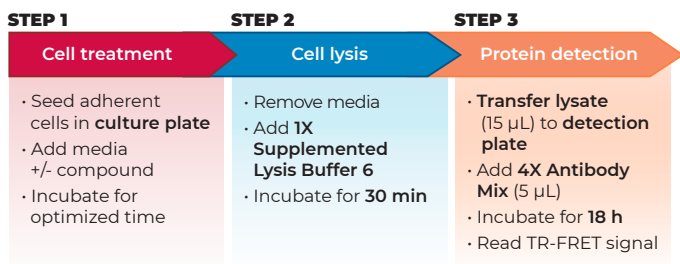 STEP 1
Cell treatment
· Seed adherent
cells in culture plate
· Add media
+/- compound
· Incubate for
optimized time
STEP 2
Cell lysis
· Remove media
· Add 1X
Supplemented
Lysis Buffer 6
· Incubate for 30 min
STEP 3
Protein detection
· Transfer lysate
(15 µL) to detection
plate
· Add 4X Antibody
Mix (5 µL)
· Incubate for 18 h
· Read TR-FRET signal